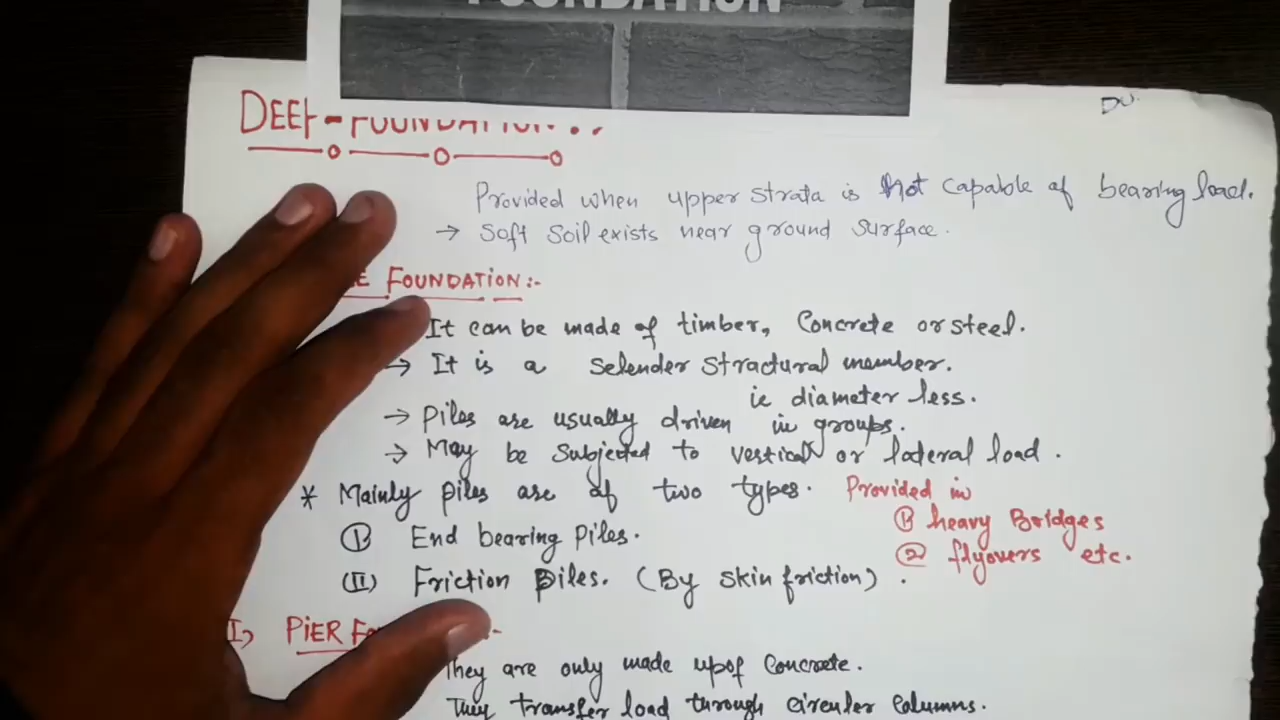 FOUNDATION
DEEP-FOUNDATION:-
Provided when upper strata is not capable of bearing load.
→ Soft soil exists near ground surface.
FOUNDATION:-
It can be made of timber, Concrete or steel.
→ It is a Selender Stractural member.
ie diameter less.
→ Piles are usually driven in groups.
→ May be Subjected to vertical or lateral load.
* Mainly piles are of two types. Provided in
① heavy Bridges
(I) End bearing Piles.
② flyovers etc.
(II) Friction Piles. (By skin friction).
PIER
They are only made upof Concrete.
They transfer load through circular Columns.